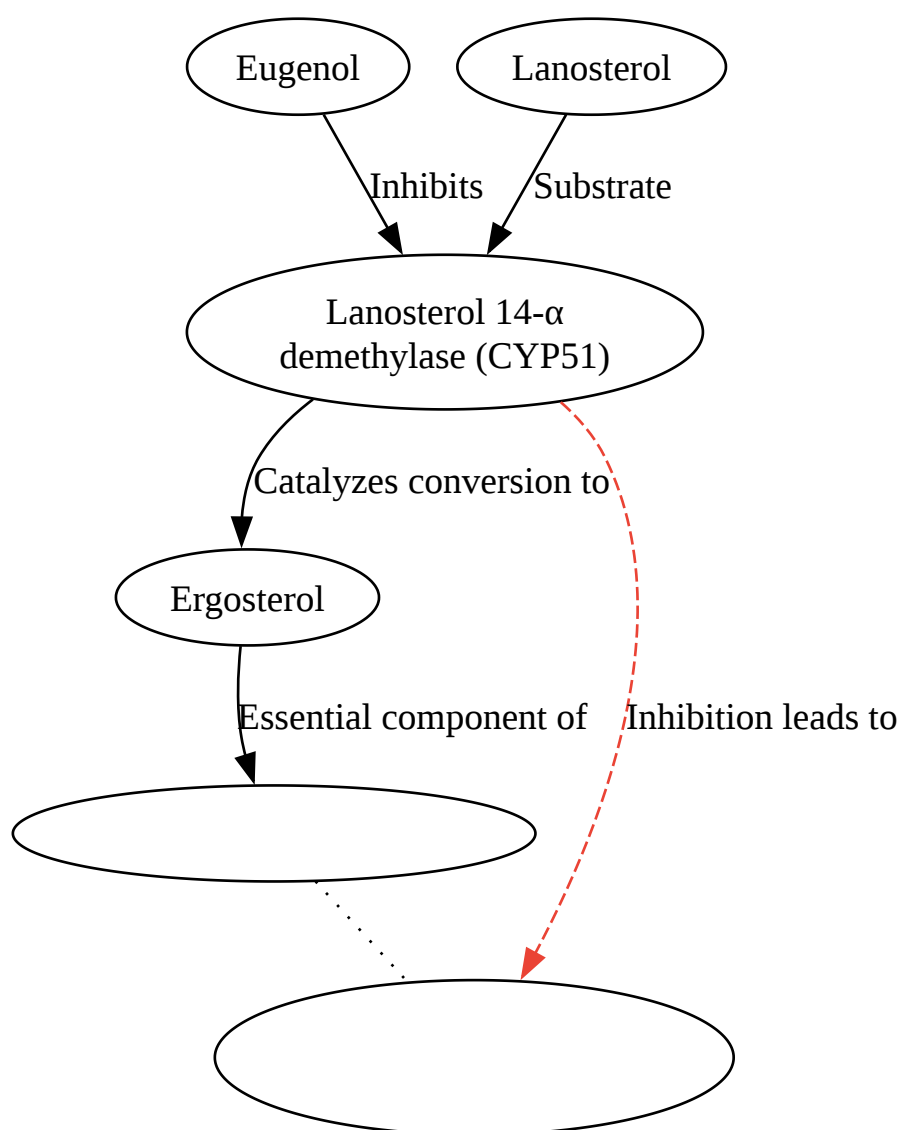 Eugenol
Lanosterol
Inhibits
Substrate
Lanosterol 14-α
demethylase (CYP51)
Catalyzes conversion to
Ergosterol
Essential component of
Inhibition leads to